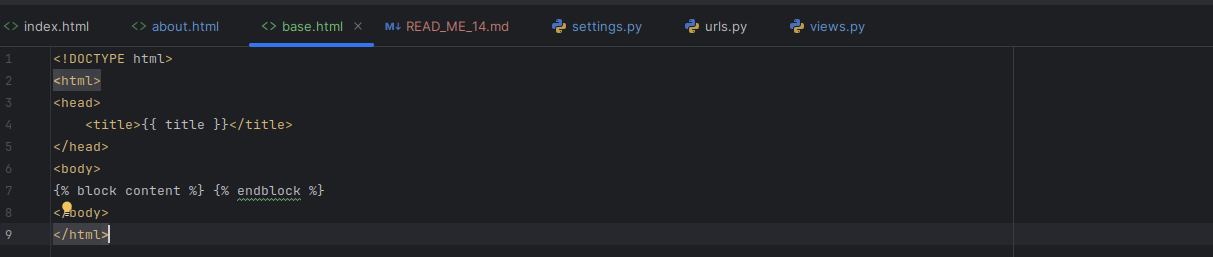 <> index.html <> about.html <> base.html × M↓ READ_ME_14.md settings.py urls.py views.py
1 <!DOCTYPE html>
2 <html>
3 <head>
4     <title>{{ title }}</title>
5 </head>
6 <body>
7 {% block content %} {% endblock %}
8 </body>
9 </html>